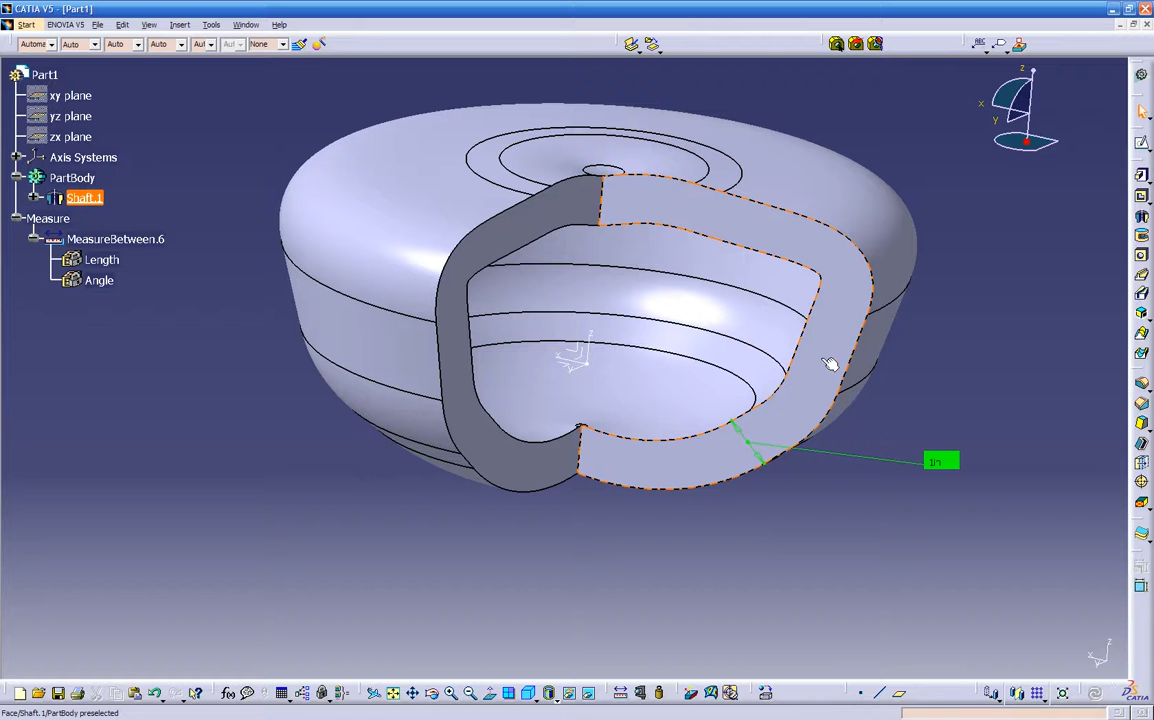 CATIA V5 - [Part1]
Start ENOVIA V5 File Edit View Insert Tools Window Help
Automa Auto Auto Auto Aut Aut None
ABC
Part1
xy plane
yz plane
zx plane
Axis Systems
PartBody
Shaft.1
Measure
MeasureBetween.6
Length
Angle
z
x
y
z
x
1in
z
x
f(x)
CATIA
Face/Shaft.1/PartBody preselected